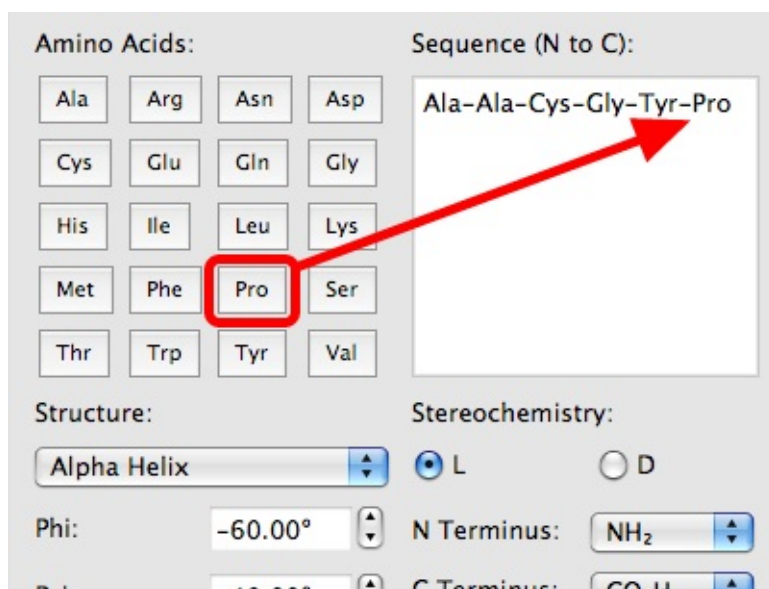 Amino Acids:
Sequence (N to C):
Ala Arg Asn Asp
Ala-Ala-Cys-Gly-Tyr-Pro
Cys Glu Gln Gly
His Ile Leu Lys
Met Phe Pro Ser
Thr Trp Tyr Val
Structure:
Stereochemistry:
Alpha Helix
L D
Phi: -60.00°
N Terminus: NH₂
C Terminus: